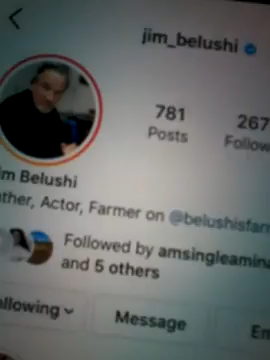 jim_belushi
781
267
Posts
Follow
im Belushi
ather, Actor, Farmer on @belushisfar
Followed by amsingleamin
and 5 others
ollowing
Message
Em